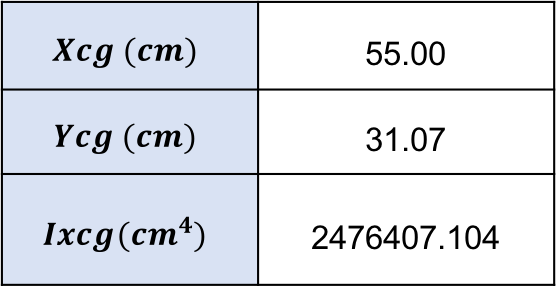 Xcg (cm) 55.00
Ycg (cm) 31.07
Ixcg(cm⁴) 2476407.104